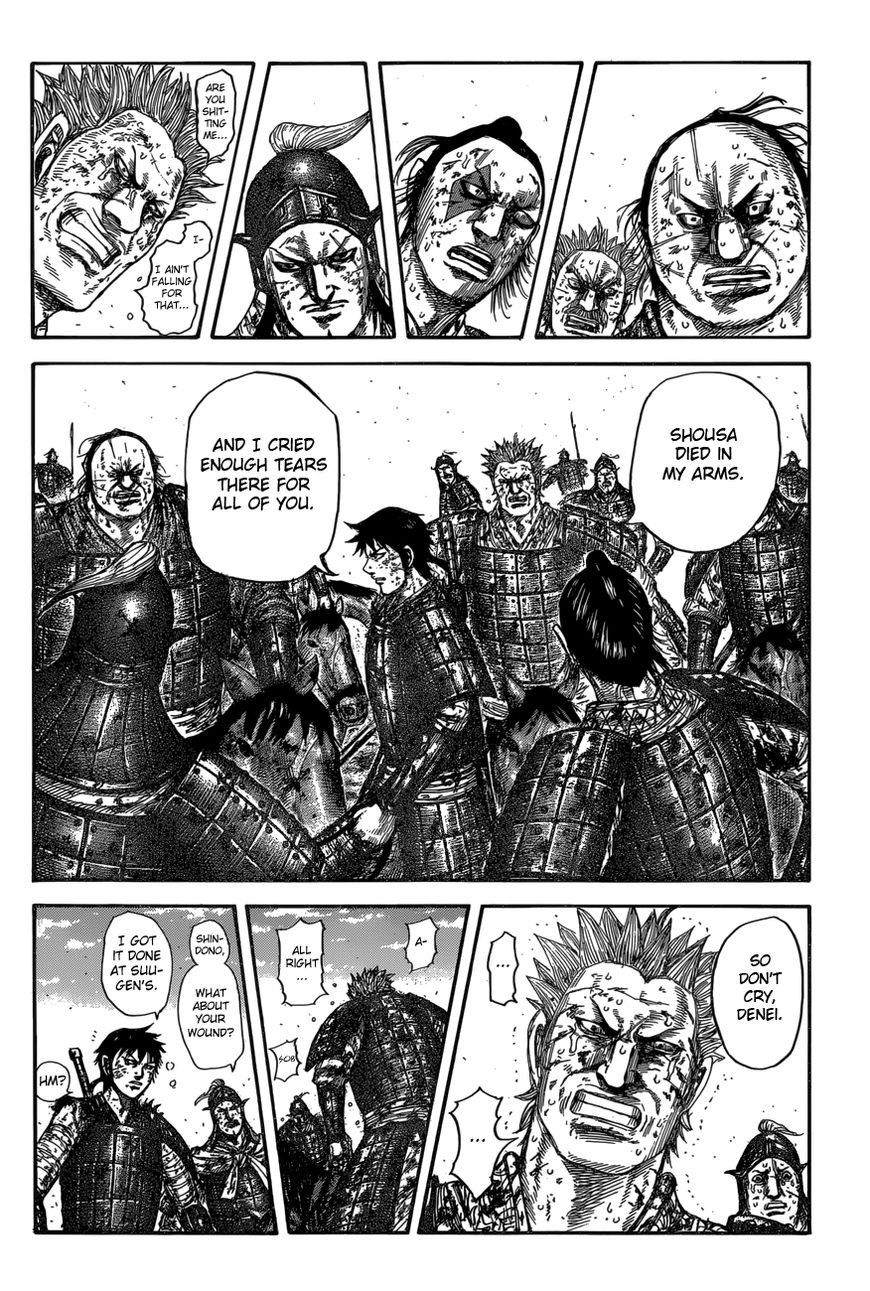 ARE
YOU
SHIT-
TING
ME...
I-
I AIN'T
FALLING
FOR
THAT...
SHOUSA
DIED IN
MY ARMS.
AND I CRIED
ENOUGH TEARS
THERE FOR
ALL OF YOU.
SO
DON'T
CRY,
DENEI.
...
...
A-
ALL
RIGHT
...
SOB
SHIN-
DONO,
WHAT
ABOUT
YOUR
WOUND?
HM?
I GOT
IT DONE
AT SUU-
GEN'S.